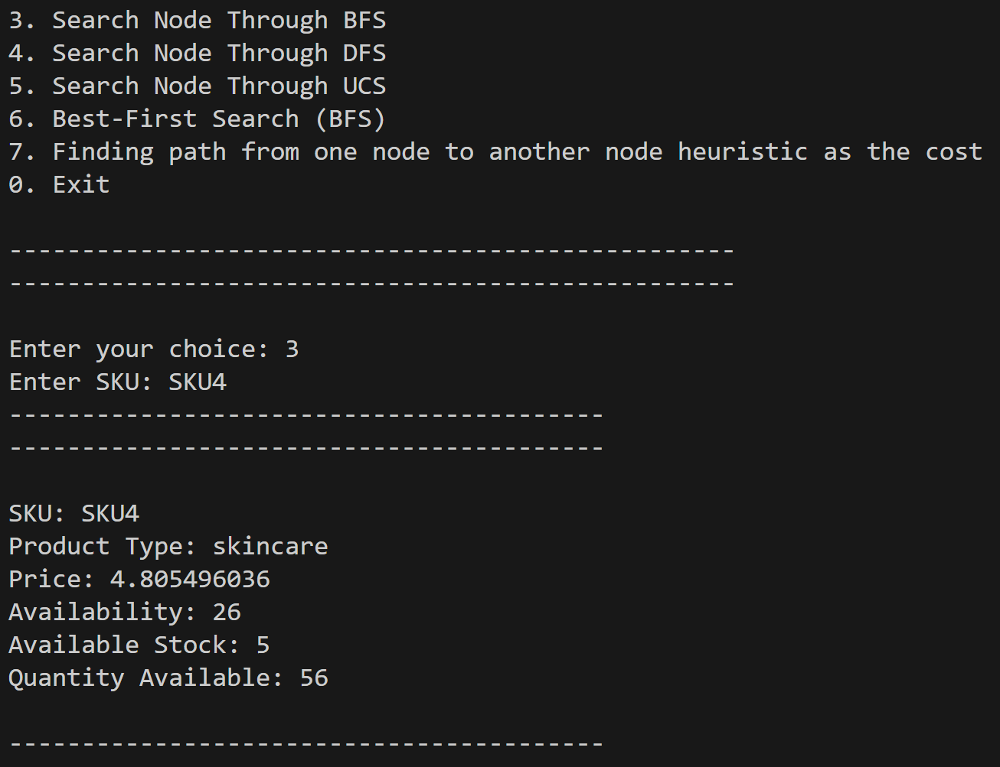 3. Search Node Through BFS
4. Search Node Through DFS
5. Search Node Through UCS
6. Best-First Search (BFS)
7. Finding path from one node to another node heuristic as the cost
0. Exit
--------------------------------------------------
--------------------------------------------------
Enter your choice: 3
Enter SKU: SKU4
-----------------------------------------
-----------------------------------------
SKU: SKU4
Product Type: skincare
Price: 4.805496036
Availability: 26
Available Stock: 5
Quantity Available: 56
-----------------------------------------